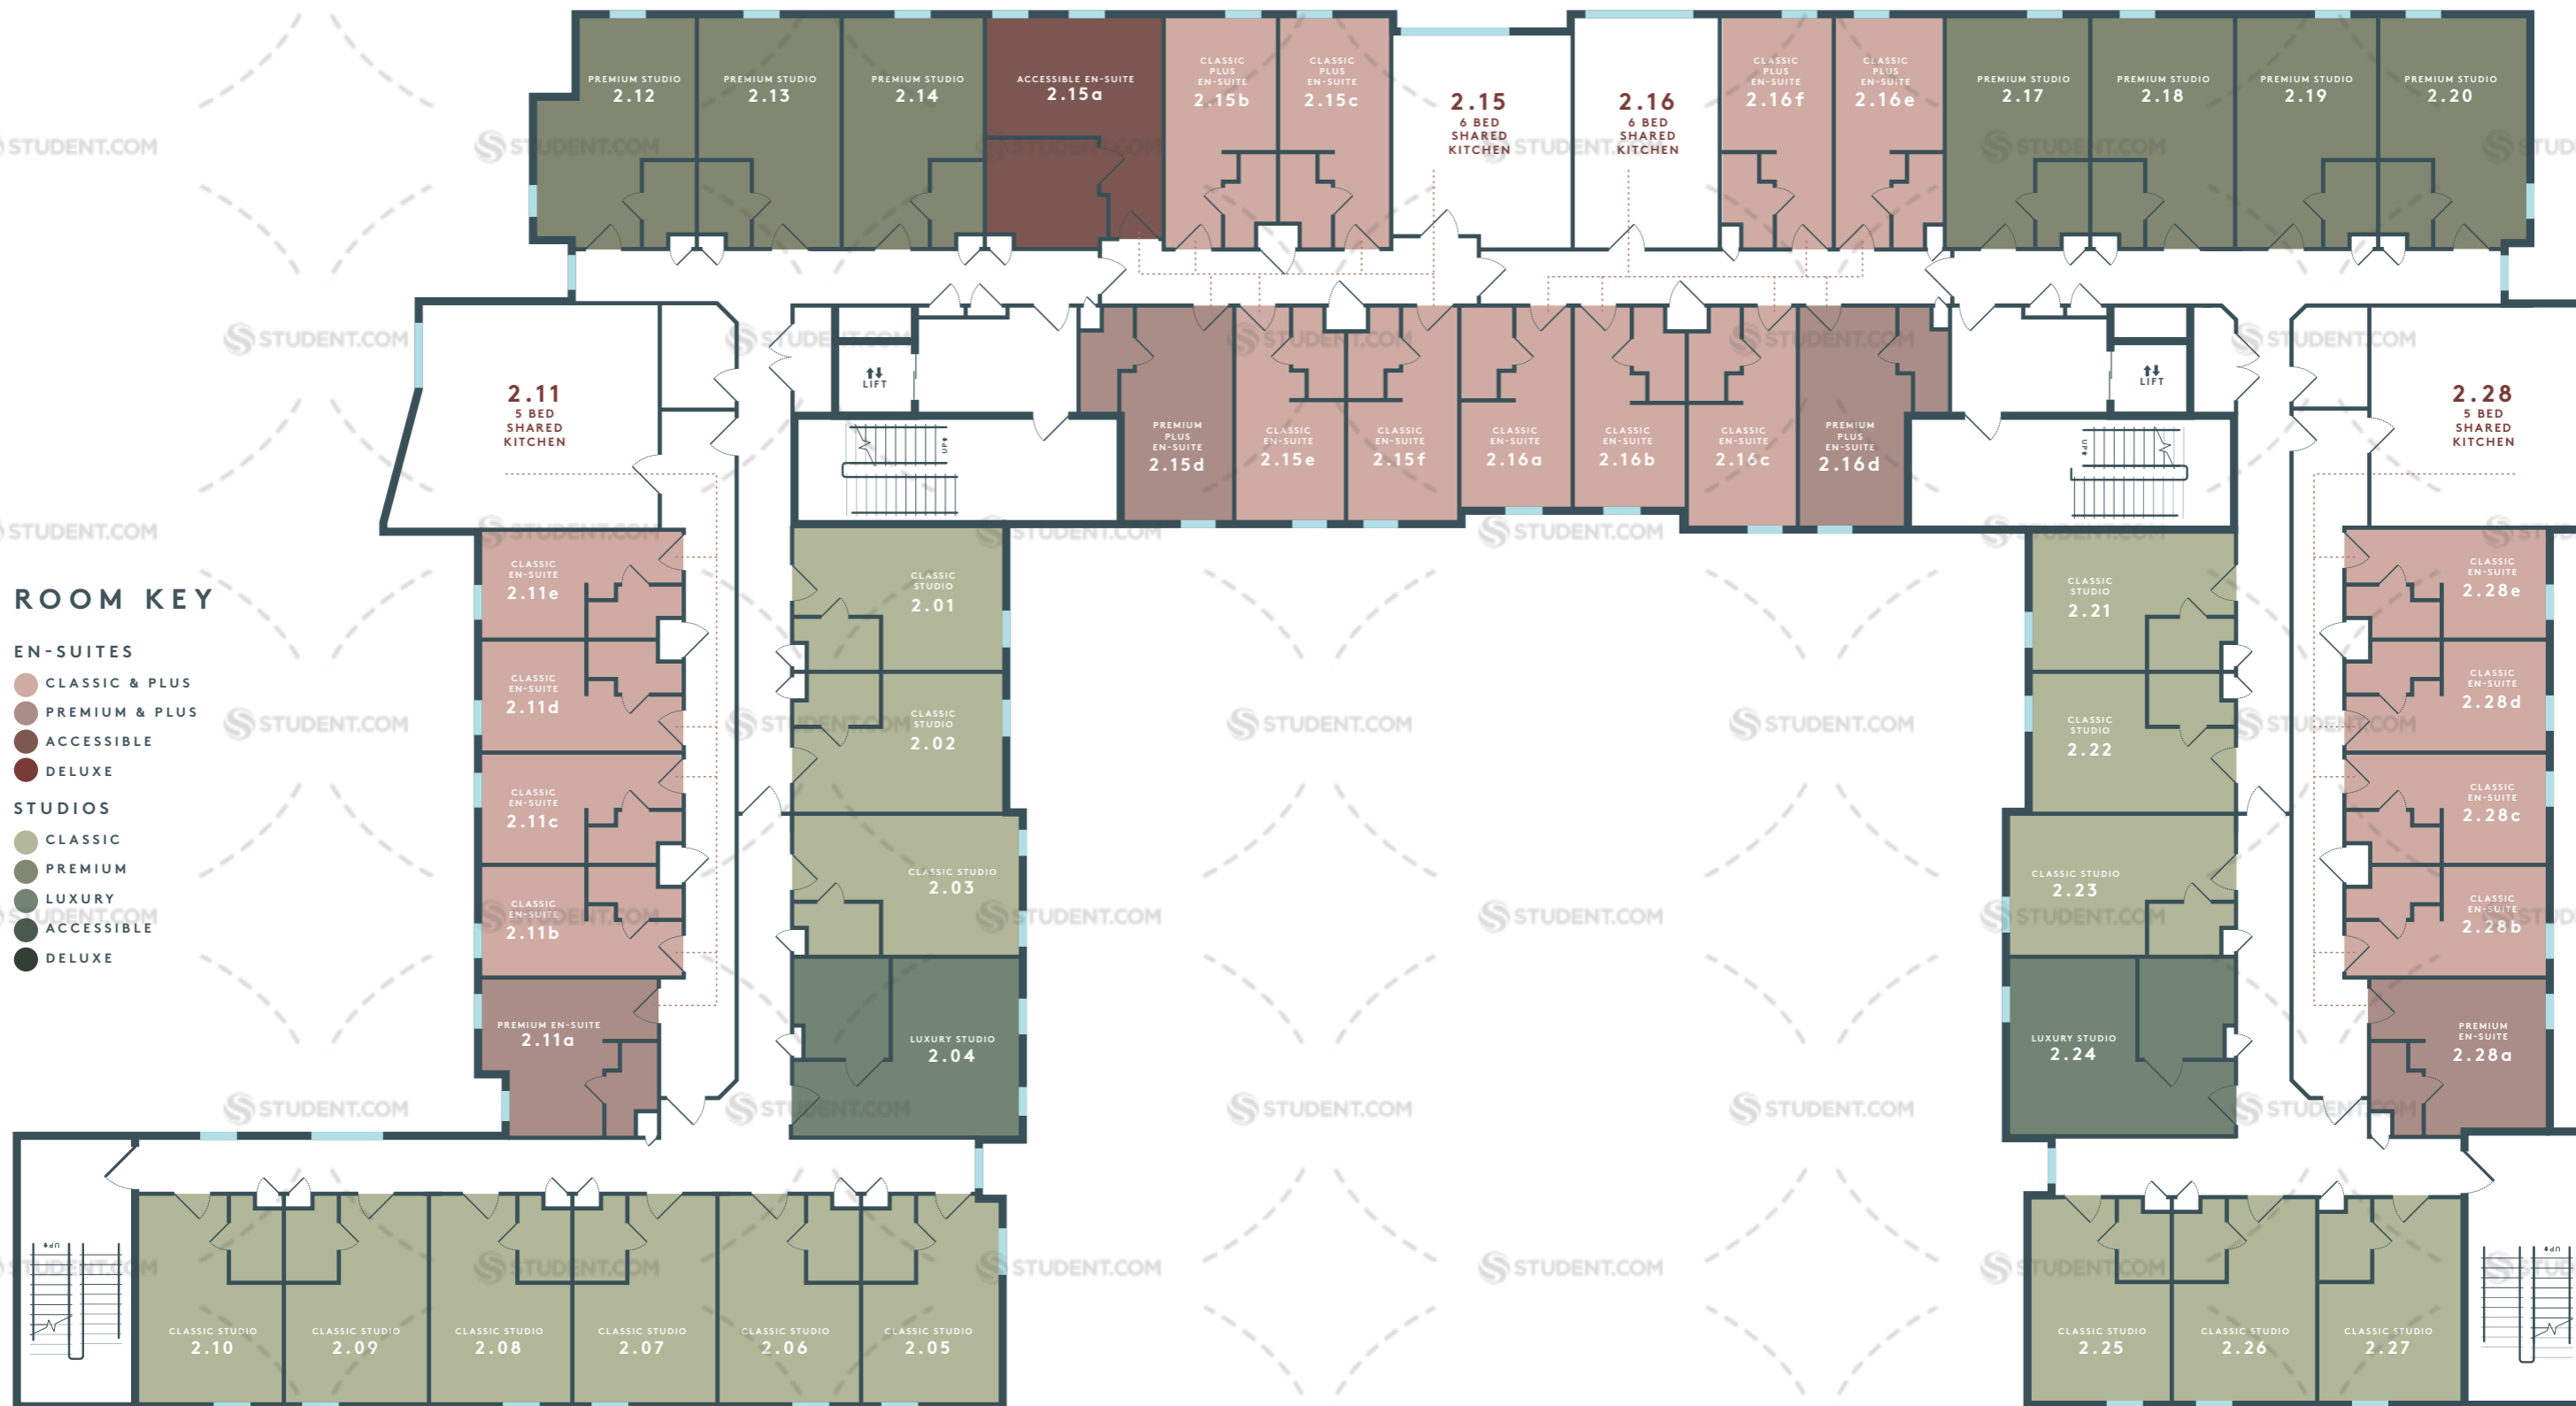 PREMIUM STUDIO
2.12
PREMIUM STUDIO
2.13
PREMIUM STUDIO
2.14
ACCESSIBLE EN-SUITE
2.15a
CLASSIC
PLUS
EN-SUITE
2.15b
CLASSIC
PLUS
EN-SUITE
2.15c
2.15
6 BED
SHARED
KITCHEN
2.16
6 BED
SHARED
KITCHEN
CLASSIC
PLUS
EN-SUITE
2.16f
CLASSIC
PLUS
EN-SUITE
2.16e
PREMIUM STUDIO
2.17
PREMIUM STUDIO
2.18
PREMIUM STUDIO
2.19
PREMIUM STUDIO
2.20
2.11
5 BED
SHARED
KITCHEN
LIFT
UP
PREMIUM
PLUS
EN-SUITE
2.15d
CLASSIC
EN-SUITE
2.15e
CLASSIC
EN-SUITE
2.15f
CLASSIC
EN-SUITE
2.16a
CLASSIC
EN-SUITE
2.16b
CLASSIC
EN-SUITE
2.16c
PREMIUM
PLUS
EN-SUITE
2.16d
UP
LIFT
2.28
5 BED
SHARED
KITCHEN
ROOM KEY
EN-SUITES
CLASSIC & PLUS
PREMIUM & PLUS
ACCESSIBLE
DELUXE
STUDIOS
CLASSIC
PREMIUM
LUXURY
ACCESSIBLE
DELUXE
CLASSIC
EN-SUITE
2.11e
CLASSIC
EN-SUITE
2.11d
CLASSIC
EN-SUITE
2.11c
CLASSIC
EN-SUITE
2.11b
PREMIUM EN-SUITE
2.11a
CLASSIC
STUDIO
2.01
CLASSIC
STUDIO
2.02
CLASSIC STUDIO
2.03
LUXURY STUDIO
2.04
CLASSIC
STUDIO
2.21
CLASSIC
STUDIO
2.22
CLASSIC STUDIO
2.23
LUXURY STUDIO
2.24
CLASSIC
EN-SUITE
2.28e
CLASSIC
EN-SUITE
2.28d
CLASSIC
EN-SUITE
2.28c
CLASSIC
EN-SUITE
2.28b
PREMIUM
EN-SUITE
2.28a
UP
CLASSIC STUDIO
2.10
CLASSIC STUDIO
2.09
CLASSIC STUDIO
2.08
CLASSIC STUDIO
2.07
CLASSIC STUDIO
2.06
CLASSIC STUDIO
2.05
CLASSIC STUDIO
2.25
CLASSIC STUDIO
2.26
CLASSIC STUDIO
2.27
UP
STUDENT.COM